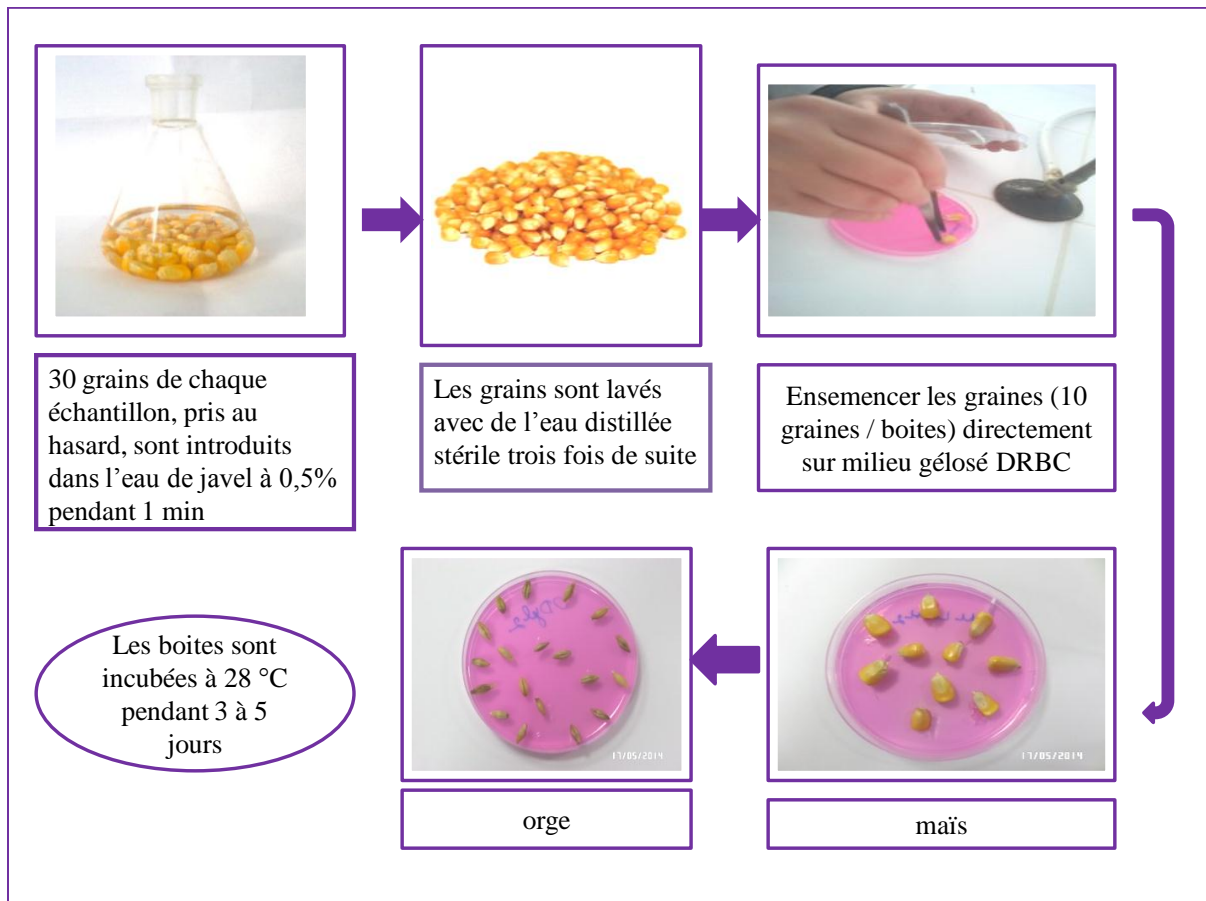 30 grains de chaque
échantillon, pris au
hasard, sont introduits
dans l'eau de javel à 0,5%
pendant 1 min
Les grains sont lavés
avec de l'eau distillée
stérile trois fois de suite
Ensemencer les graines (10
graines / boites) directement
sur milieu gélosé DRBC
Les boites sont
incubées à 28 °C
pendant 3 à 5
jours
17/05/2014
orge
17/05/2014
maïs